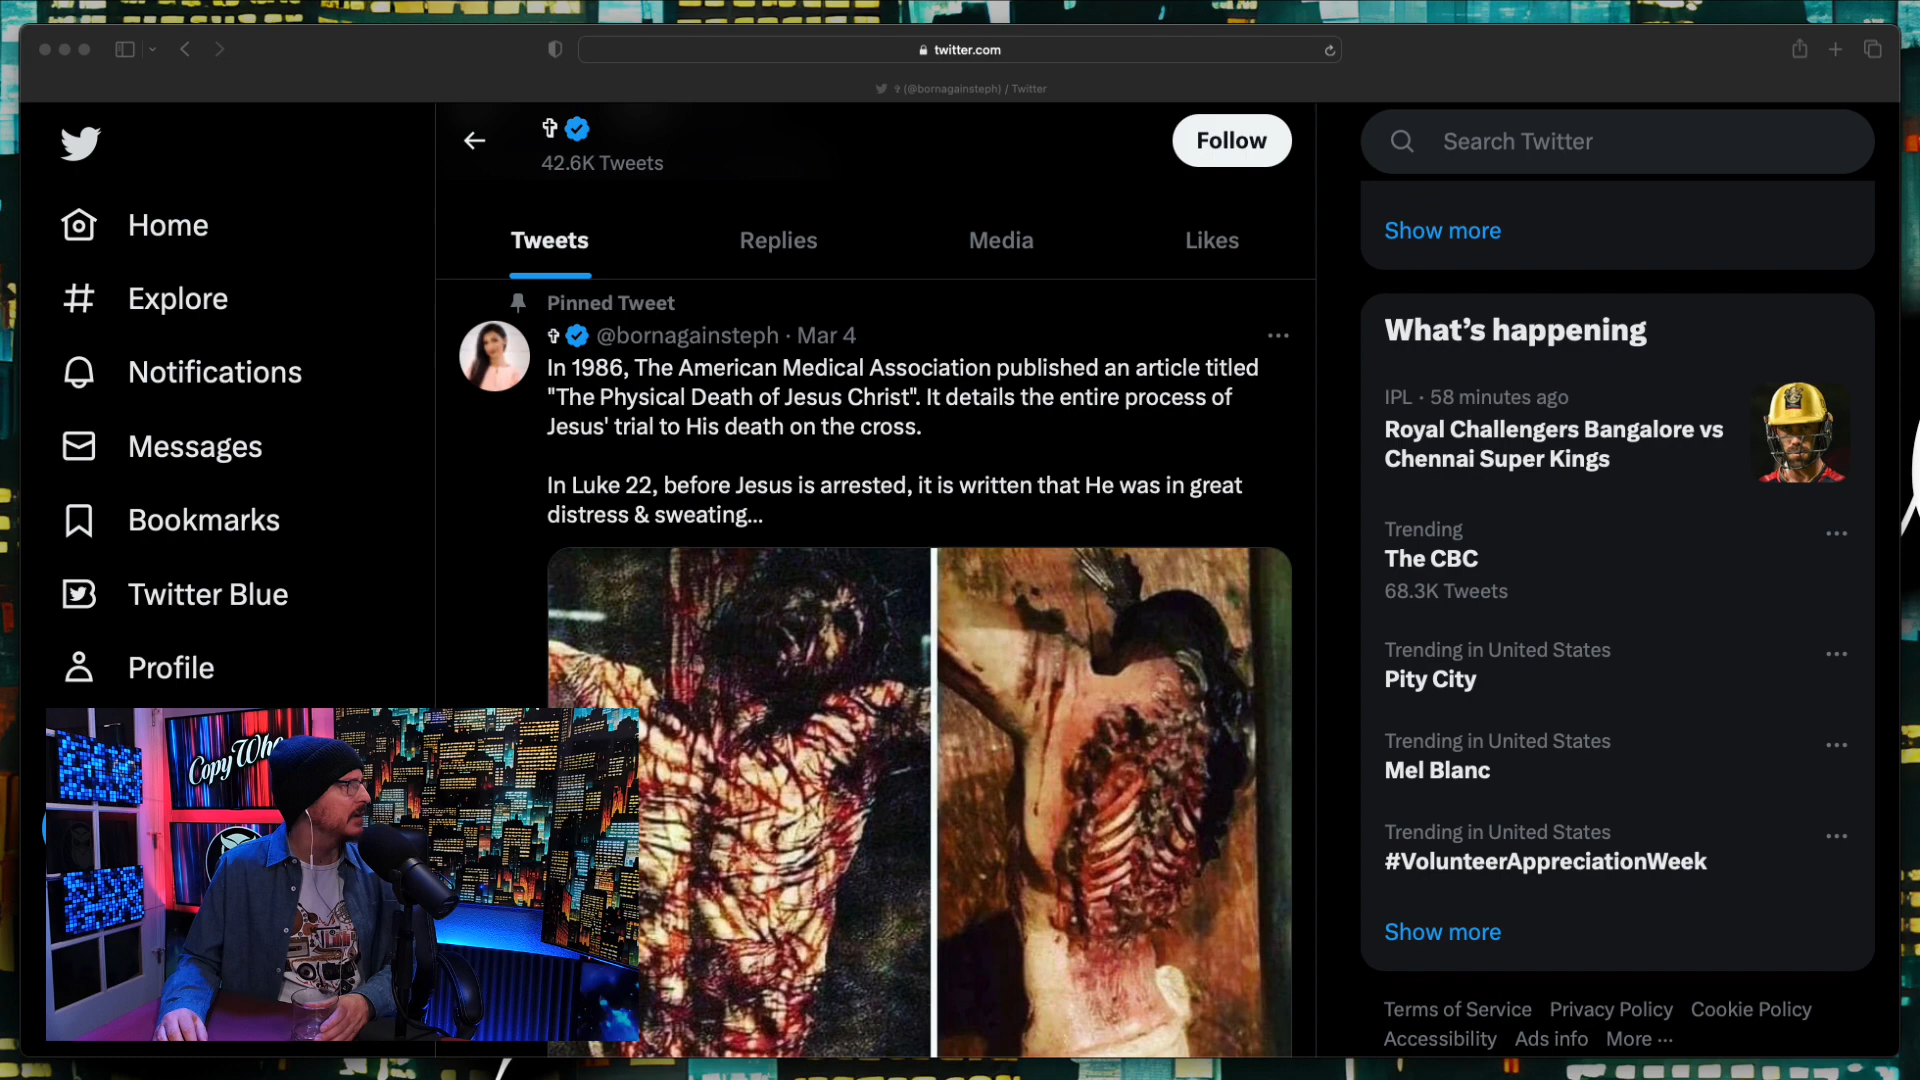 twitter.com
✞ (@bornagainsteph) / Twitter
✞
42.6K Tweets
Follow
Search Twitter
Home
Explore
Notifications
Messages
Bookmarks
Twitter Blue
Profile
Tweets
Replies
Media
Likes
Pinned Tweet
✞ @bornagainsteph · Mar 4
In 1986, The American Medical Association published an article titled
"The Physical Death of Jesus Christ". It details the entire process of
Jesus' trial to His death on the cross.
In Luke 22, before Jesus is arrested, it is written that He was in great
distress & sweating...
Show more
What's happening
IPL · 58 minutes ago
Royal Challengers Bangalore vs
Chennai Super Kings
Trending
The CBC
68.3K Tweets
Trending in United States
Pity City
Trending in United States
Mel Blanc
Trending in United States
#VolunteerAppreciationWeek
Show more
Terms of Service Privacy Policy Cookie Policy
Accessibility Ads info More ...
Copy